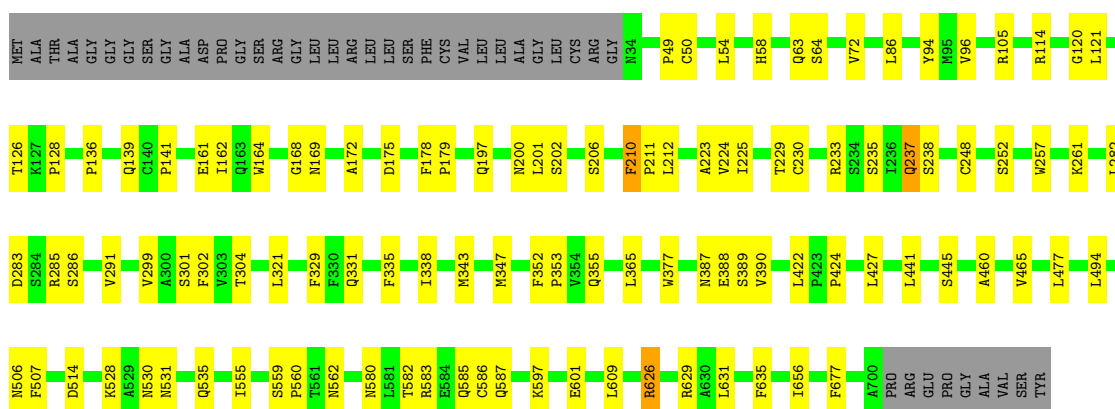 MET ALA THR ALA GLY GLY GLY SER GLY ALA ASP PRO GLY SER ARG GLY LEU LEU ARG LEU LEU SER PHE CYS VAL LEU LEU ALA GLY LEU CYS ARG GLY N34 P49 C50 L54 H58 Q63 S64 V72 L86 Y94 M95 V96 R105 R114 G120 L121
T126 K127 P128 P136 Q139 C140 P141 E161 I162 Q163 W164 G168 N169 A172 D175 F178 P179 Q197 N200 L201 S202 S206 F210 P211 L212 A223 V224 I225 T229 C230 R233 S234 S235 I236 Q237 S238 C248 S252 W257 K261
D283 S284 R285 S286 V291 V299 A300 S301 F302 V303 T304 L321 F329 F330 Q331 F335 I338 M343 M347 F352 P353 V354 Q355 L365 W377 N387 E388 S389 V390 L422 P423 P424 L427 L441 S445 A460 V465 L477 L494
N506 F507 D514 K528 A529 N530 N531 Q535 I555 S559 P560 T561 N562 N580 L581 T582 R583 E584 Q585 C586 Q587 K597 E601 L609 R626 R629 A630 L631 F635 I656 F677 A700 PRO ARG GLU PRO GLY ALA VAL SER TYR